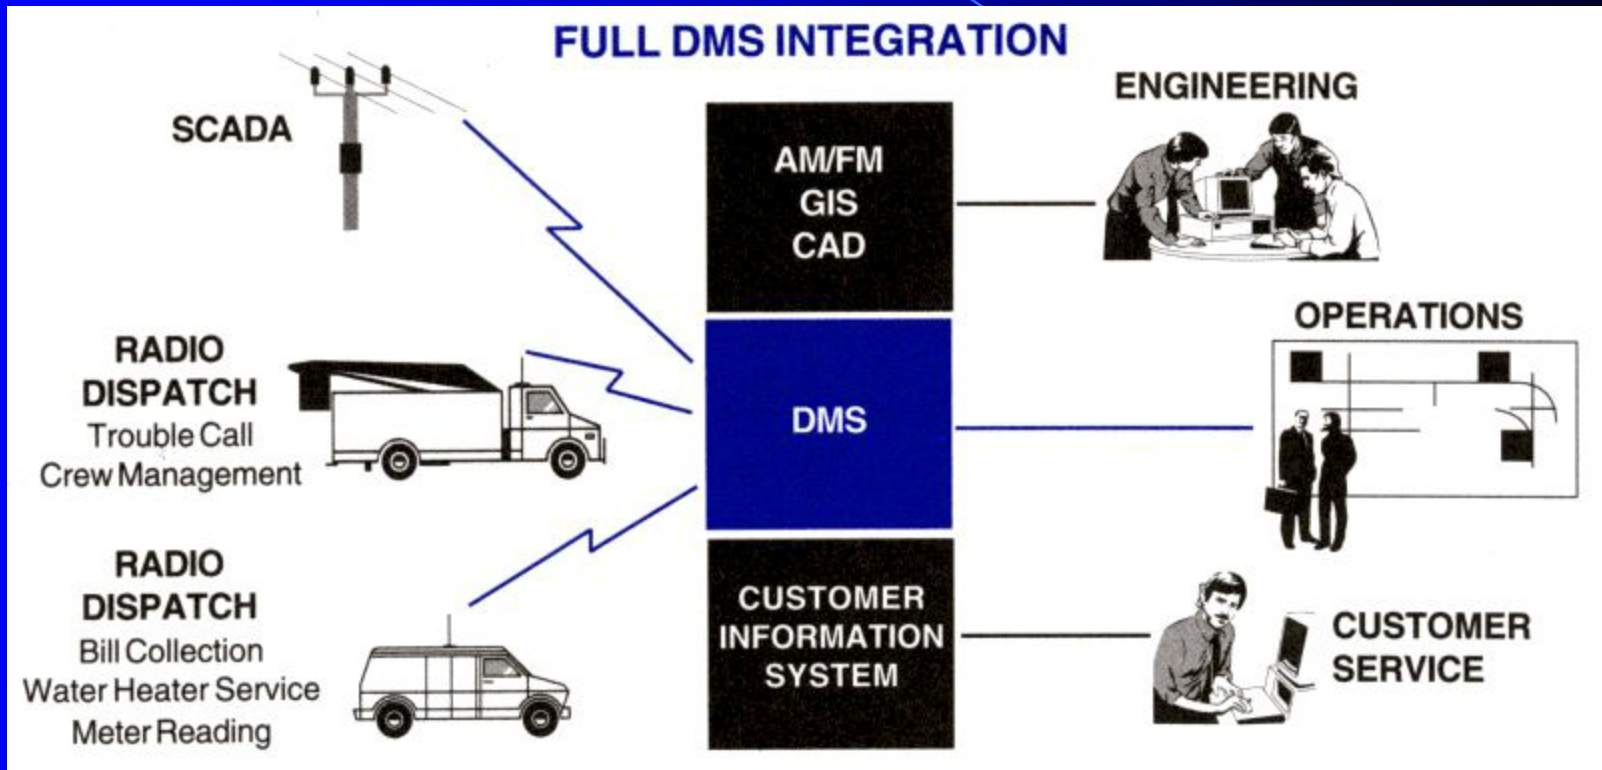 FULL DMS INTEGRATION
SCADA
RADIO
DISPATCH
Trouble Call
Crew Management
RADIO
DISPATCH
Bill Collection
Water Heater Service
Meter Reading
AM/FM
GIS
CAD
DMS
CUSTOMER
INFORMATION
SYSTEM
ENGINEERING
OPERATIONS
CUSTOMER
SERVICE